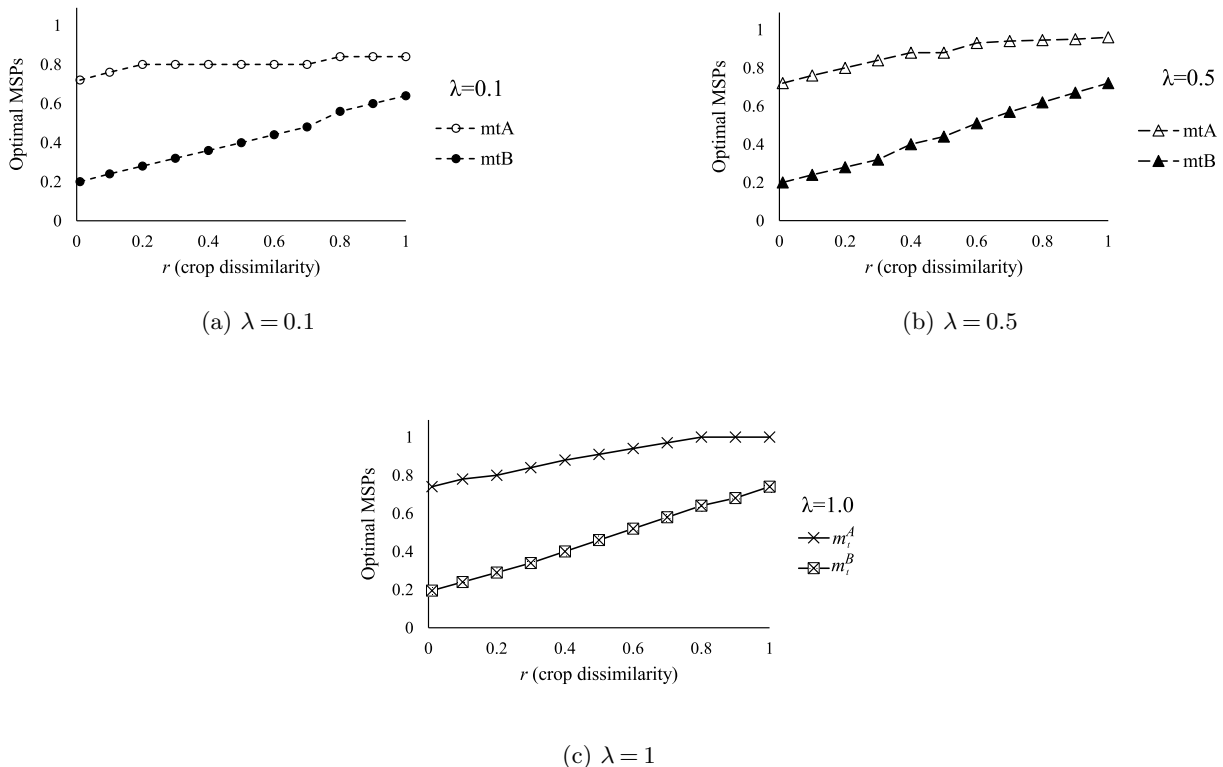 Optimal MSPs
1
0.8
0.6
0.4
0.2
0
0 0.2 0.4 0.6 0.8 1
r (crop dissimilarity)
λ=0.1
mtA
mtB
(a) λ = 0.1
Optimal MSPs
1
0.8
0.6
0.4
0.2
0
0 0.2 0.4 0.6 0.8 1
r (crop dissimilarity)
λ=0.5
mtA
mtB
(b) λ = 0.5
Optimal MSPs
1
0.8
0.6
0.4
0.2
0
0 0.2 0.4 0.6 0.8 1
r (crop dissimilarity)
λ=1.0
m_t^A
m_t^B
(c) λ = 1